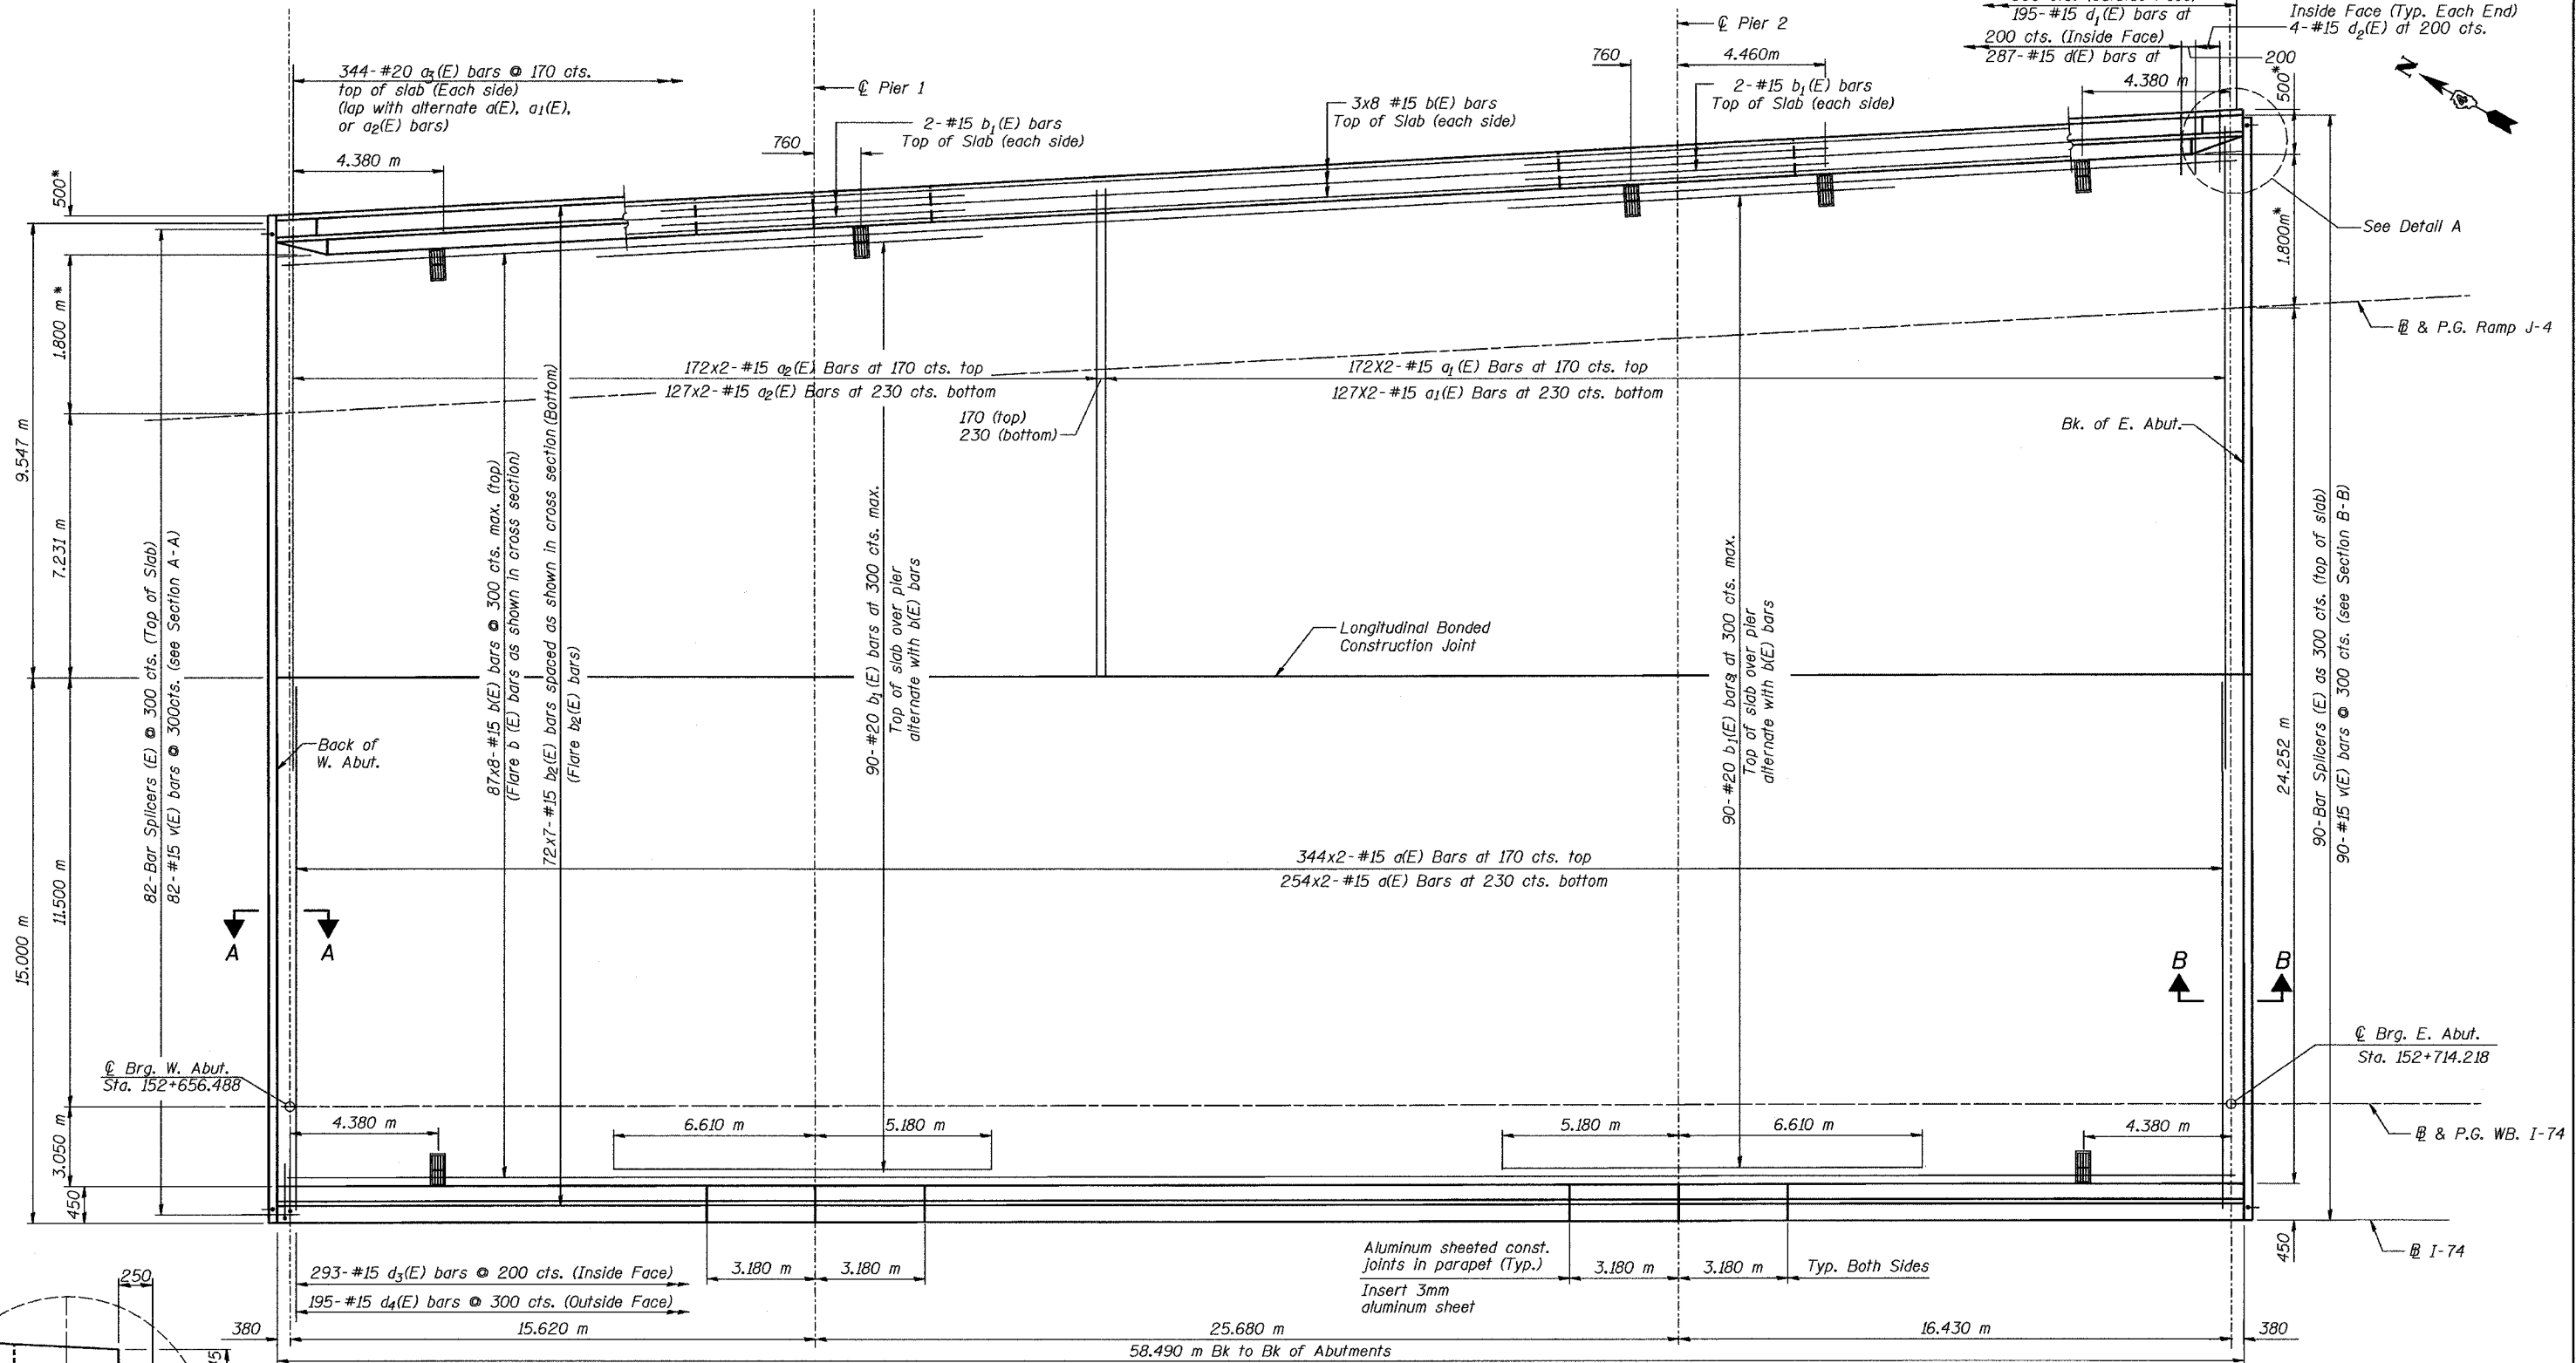 344-#20 a3(E) bars @ 170 cts.
top of slab (Each side)
(lap with alternate a(E), a1(E),
or a2(E) bars)
4.380 m
500*
℄ Pier 1
760
2-#15 b1(E) bars
Top of Slab (each side)
3x8 #15 b(E) bars
Top of Slab (each side)
℄ Pier 2
760
4.460m
2-#15 b1(E) bars
Top of Slab (each side)
195-#15 d1(E) bars at
200 cts. (Inside Face)
287-#15 d(E) bars at
Inside Face (Typ. Each End)
4-#15 d2(E) at 200 cts.
200
4.380 m
500*
N
See Detail A
1.800m*
℄ & P.G. Ramp J-4
9.547 m
1.800 m *
7.231 m
172x2-#15 a2(E) Bars at 170 cts. top
127X2-#15 a2(E) Bars at 230 cts. bottom
172X2-#15 a1(E) Bars at 170 cts. top
127X2-#15 a1(E) Bars at 230 cts. bottom
170 (top)
230 (bottom)
Bk. of E. Abut.
82-Bar Splicers (E) @ 300 cts. (Top of Slab)
82-#15 v(E) bars @ 300cts. (see Section A-A)
87x8-#15 b(E) bars @ 300 cts. max. (top)
(Flare b (E) bars as shown in cross section)
72x7-#15 b2(E) bars spaced as shown in cross section(Bottom)
(Flare b2(E) bars)
90-#20 b1(E) bars at 300 cts. max.
Top of slab over pier
alternate with b(E) bars
90-#20 b1(E) bars at 300 cts. max.
Top of slab over pier
alternate with b(E) bars
90-Bar Splicers (E) as 300 cts. (top of slab)
90-#15 v(E) bars @ 300 cts. (see Section B-B)
Longitudinal Bonded
Construction Joint
Back of
W. Abut.
24.252 m
15.000 m
11.500 m
344x2-#15 a(E) Bars at 170 cts. top
254x2-#15 a(E) Bars at 230 cts. bottom
A
A
B
B
℄ Brg. W. Abut.
Sta. 152+656.488
℄ Brg. E. Abut.
Sta. 152+714.218
3.050 m
450
4.380 m
6.610 m
5.180 m
5.180 m
6.610 m
4.380 m
℄ & P.G. WB. I-74
450
℄ I-74
293-#15 d3(E) bars @ 200 cts. (Inside Face)
195-#15 d4(E) bars @ 300 cts. (Outside Face)
3.180 m
3.180 m
Aluminum sheeted const.
joints in parapet (Typ.)
Insert 3mm
aluminum sheet
3.180 m
3.180 m
Typ. Both Sides
250
380
15.620 m
25.680 m
16.430 m
380
58.490 m Bk to Bk of Abutments